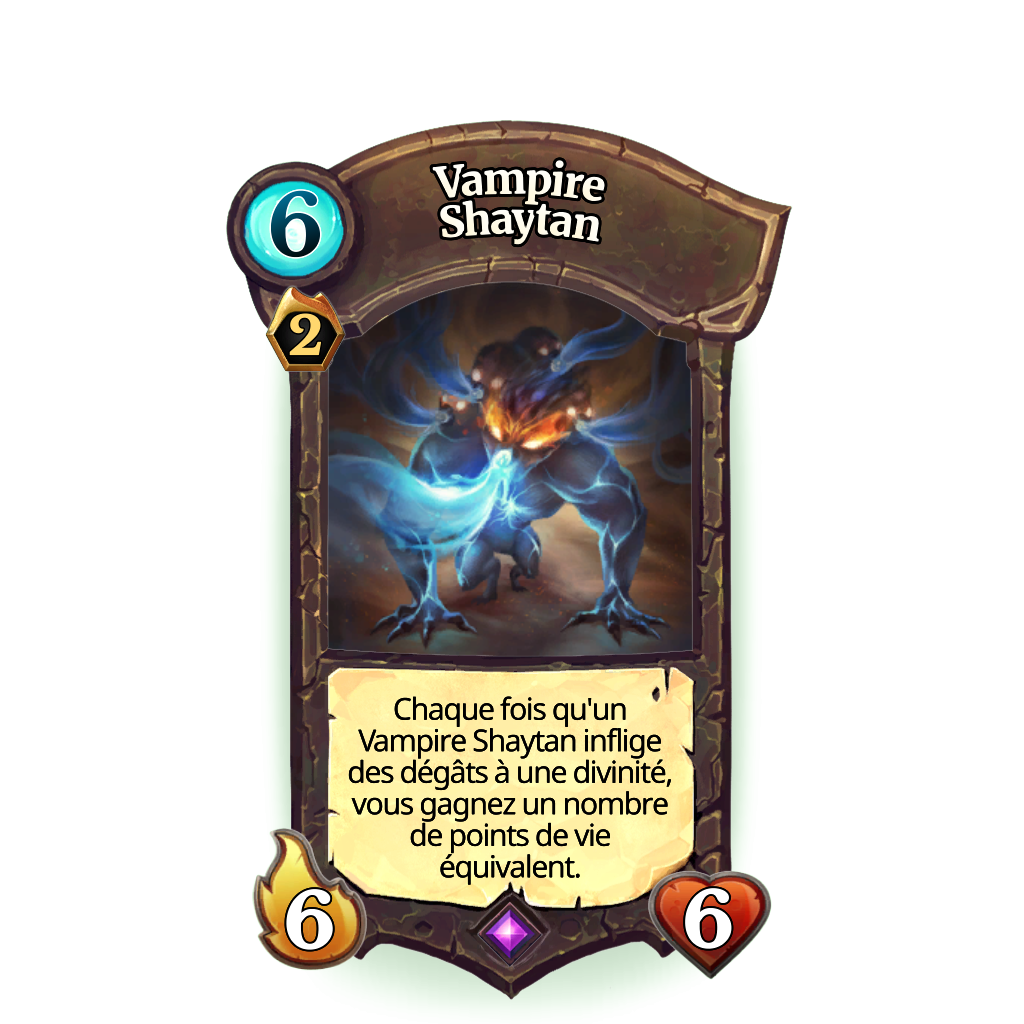 Vampire
Shaytan
6
2
Chaque fois qu'un
Vampire Shaytan inflige
des dégâts à une divinité,
vous gagnez un nombre
de points de vie
équivalent.
6
6